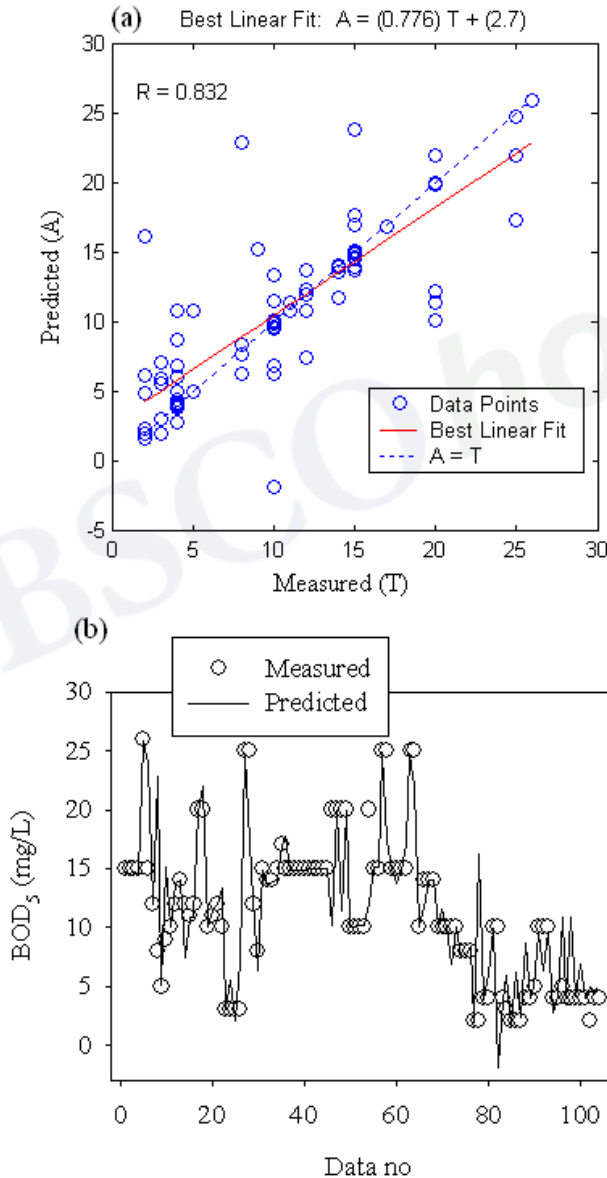 (a)
Best Linear Fit: A = (0.776) T + (2.7)
30
R = 0.832
25
20
15
10
5
0
-5
Predicted (A)
Data Points
Best Linear Fit
A = T
0 5 10 15 20 25 30
Measured (T)
(b)
Measured
Predicted
30
25
20
15
10
5
0
BOD5 (mg/L)
0 20 40 60 80 100
Data no
BSCOho